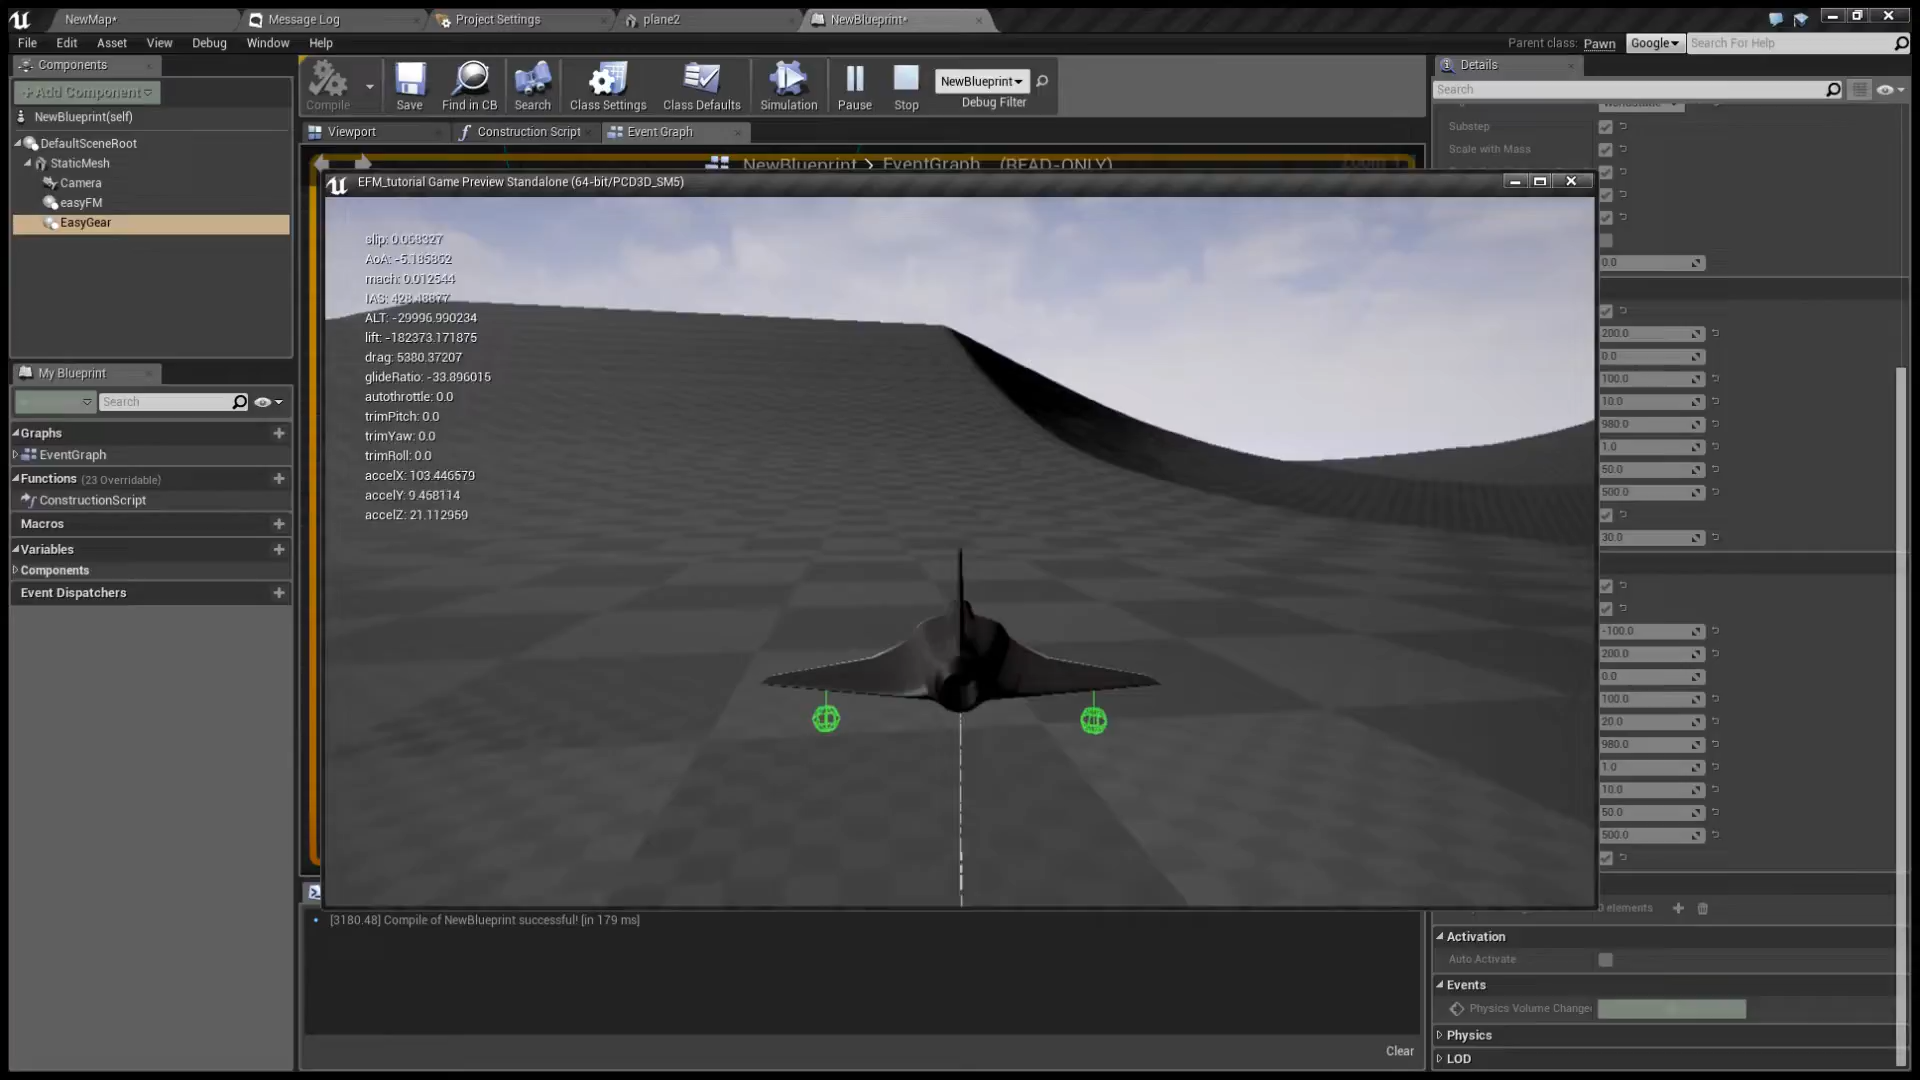 NewMap*
Message Log
Project Settings
plane2
NewBlueprint*
File Edit Asset View Debug Window Help
Parent class: Pawn
Google
Search For Help
Components
+Add Component
NewBlueprint(self)
DefaultSceneRoot
StaticMesh
Camera
easyFM
EasyGear
Compile
Save
Find in CB
Search
Class Settings
Class Defaults
Simulation
Pause
Stop
NewBlueprint
Debug Filter
Viewport
Construction Script
Event Graph
NewBlueprint > EventGraph (READ-ONLY)
EFM_tutorial Game Preview Standalone (64-bit/PCD3D_SM5)
slip: 0.063327
AoA: -5.185362
mach: 0.012544
IAS: 428.48877
ALT: -29996.990234
lift: -182373.171875
drag: 5380.37207
glideRatio: -33.896015
autothrottle: 0.0
trimPitch: 0.0
trimYaw: 0.0
trimRoll: 0.0
accelX: 103.446579
accelY: 9.458114
accelZ: 21.112959
My Blueprint
Search
Graphs
EventGraph
Functions (23 Overridable)
ConstructionScript
Macros
Variables
Components
Event Dispatchers
[3180.48] Compile of NewBlueprint successful! [in 179 ms]
Clear
Details
Search
Substep
Scale with Mass
0.0
200.0
0.0
100.0
10.0
980.0
1.0
50.0
500.0
30.0
-100.0
200.0
0.0
100.0
20.0
980.0
1.0
10.0
50.0
500.0
0 elements
Activation
Auto Activate
Events
Physics Volume Changed
Physics
LOD